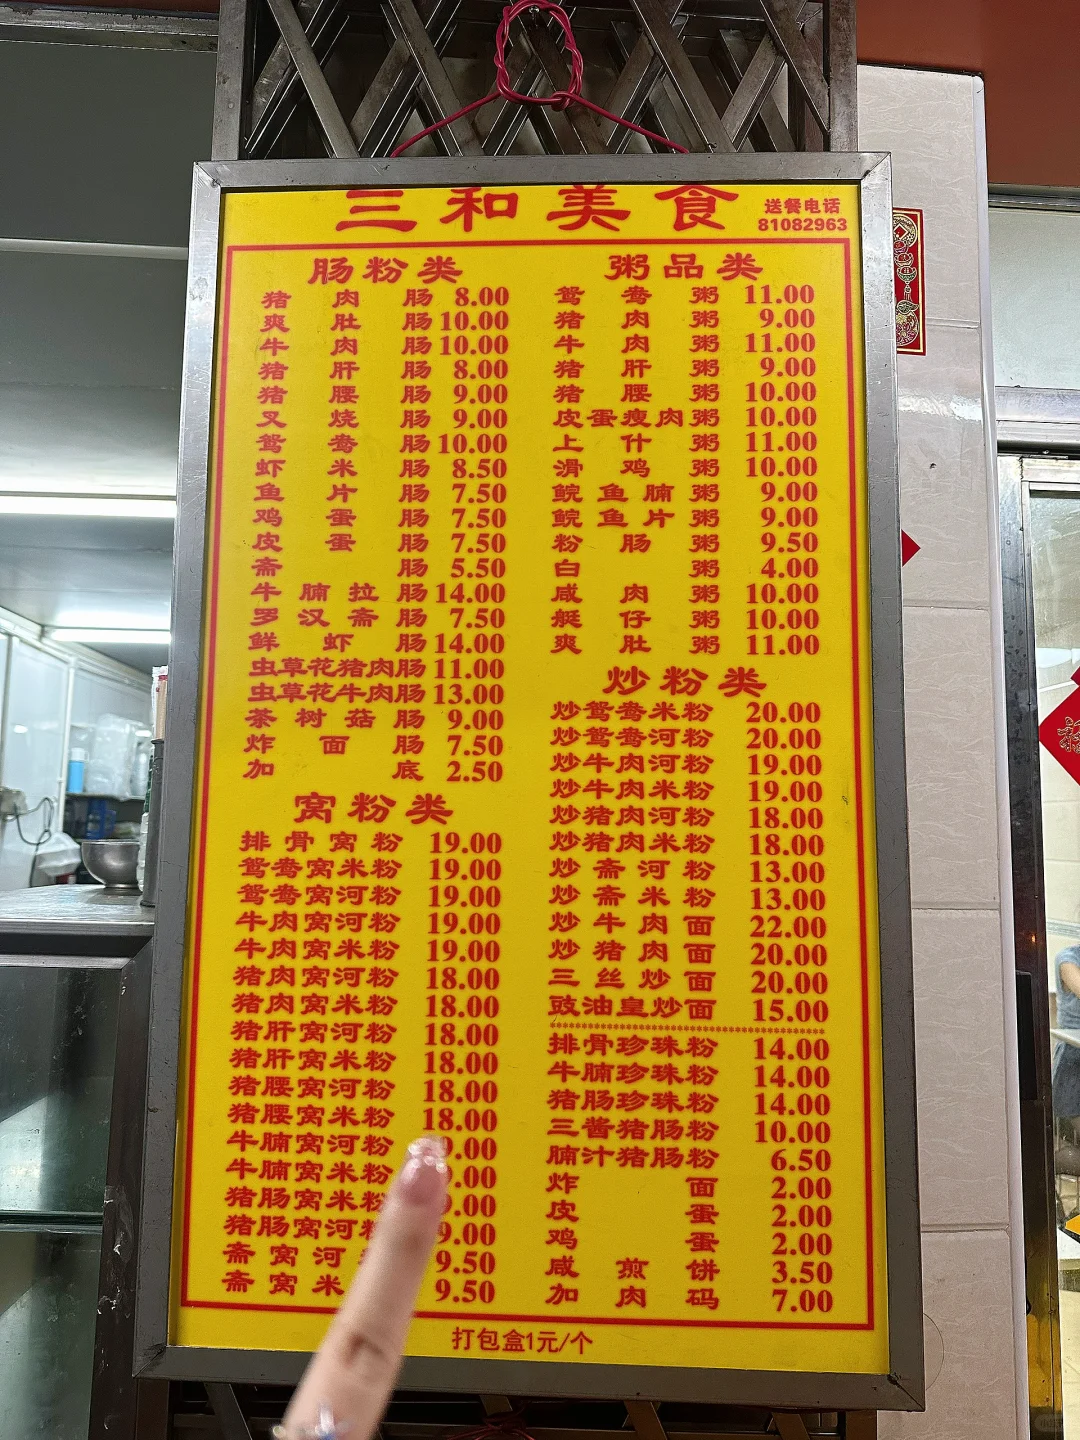 三和美食
送餐电话
81082963
肠粉类
猪肉肠 8.00
爽肚肠 10.00
牛肉肠 10.00
猪肝肠 8.00
猪腰肠 9.00
叉烧肠 9.00
鸳鸯肠 10.00
虾米肠 8.50
鱼片肠 7.50
鸡蛋肠 7.50
皮蛋肠 7.50
斋肠 5.50
牛腩拉肠 14.00
罗汉斋肠 7.50
鲜虾肠 14.00
虫草花猪肉肠 11.00
虫草花牛肉肠 13.00
茶树菇肠 9.00
炸面肠 7.50
加底 2.50
窝粉类
排骨窝粉 19.00
鸳鸯窝米粉 19.00
鸳鸯窝河粉 19.00
牛肉窝河粉 19.00
牛肉窝米粉 19.00
猪肉窝河粉 18.00
猪肉窝米粉 18.00
猪肝窝河粉 18.00
猪肝窝米粉 18.00
猪腰窝河粉 18.00
猪腰窝米粉 18.00
牛腩窝河粉 9.00
牛腩窝米粉 9.00
猪肠窝米粉 9.00
猪肠窝河粉 9.00
斋窝河 9.50
斋窝米 9.50
粥品类
鸳鸯粥 11.00
猪肉粥 9.00
牛肉粥 11.00
猪肝粥 9.00
猪腰粥 10.00
皮蛋瘦肉粥 10.00
上什粥 11.00
滑鸡粥 10.00
鲩鱼腩粥 9.00
鲩鱼片粥 9.00
粉肠粥 9.50
白粥 4.00
咸肉粥 10.00
艇仔粥 10.00
爽肚粥 11.00
炒粉类
炒鸳鸯米粉 20.00
炒鸳鸯河粉 20.00
炒牛肉河粉 19.00
炒牛肉米粉 19.00
炒猪肉河粉 18.00
炒猪肉米粉 18.00
炒斋河粉 13.00
炒斋米粉 13.00
炒牛肉面 22.00
炒猪肉面 20.00
三丝炒面 20.00
豉油皇炒面 15.00
排骨珍珠粉 14.00
牛腩珍珠粉 14.00
猪肠珍珠粉 14.00
三酱猪肠粉 10.00
腩汁猪肠粉 6.50
炸面 2.00
皮蛋 2.00
鸡蛋 2.00
咸煎饼 3.50
加肉码 7.00
打包盒1元/个